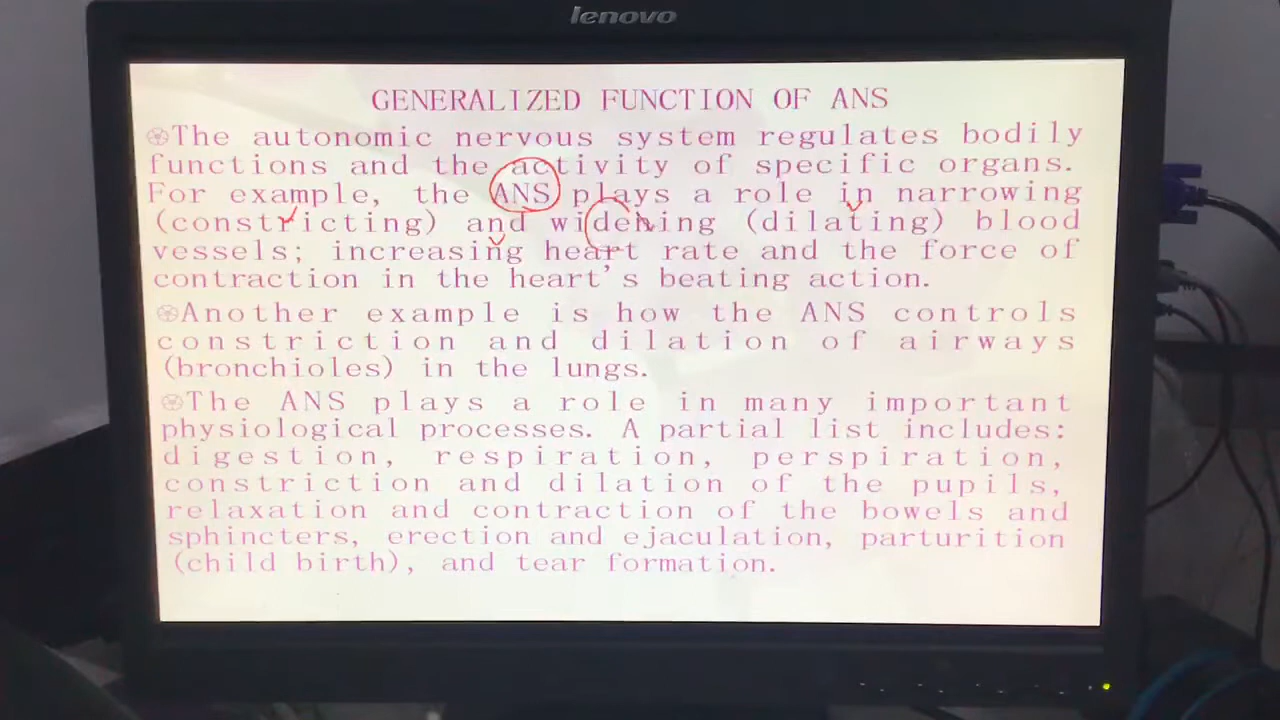 lenovo
GENERALIZED FUNCTION OF ANS
The autonomic nervous system regulates bodily
functions and the activity of specific organs.
For example, the ANS plays a role in narrowing
(constricting) and widening (dilating) blood
vessels; increasing heart rate and the force of
contraction in the heart's beating action.
Another example is how the ANS controls
constriction and dilation of airways
(bronchioles) in the lungs.
The ANS plays a role in many important
physiological processes. A partial list includes:
digestion, respiration, perspiration,
constriction and dilation of the pupils,
relaxation and contraction of the bowels and
sphincters, erection and ejaculation, parturition
(child birth), and tear formation.